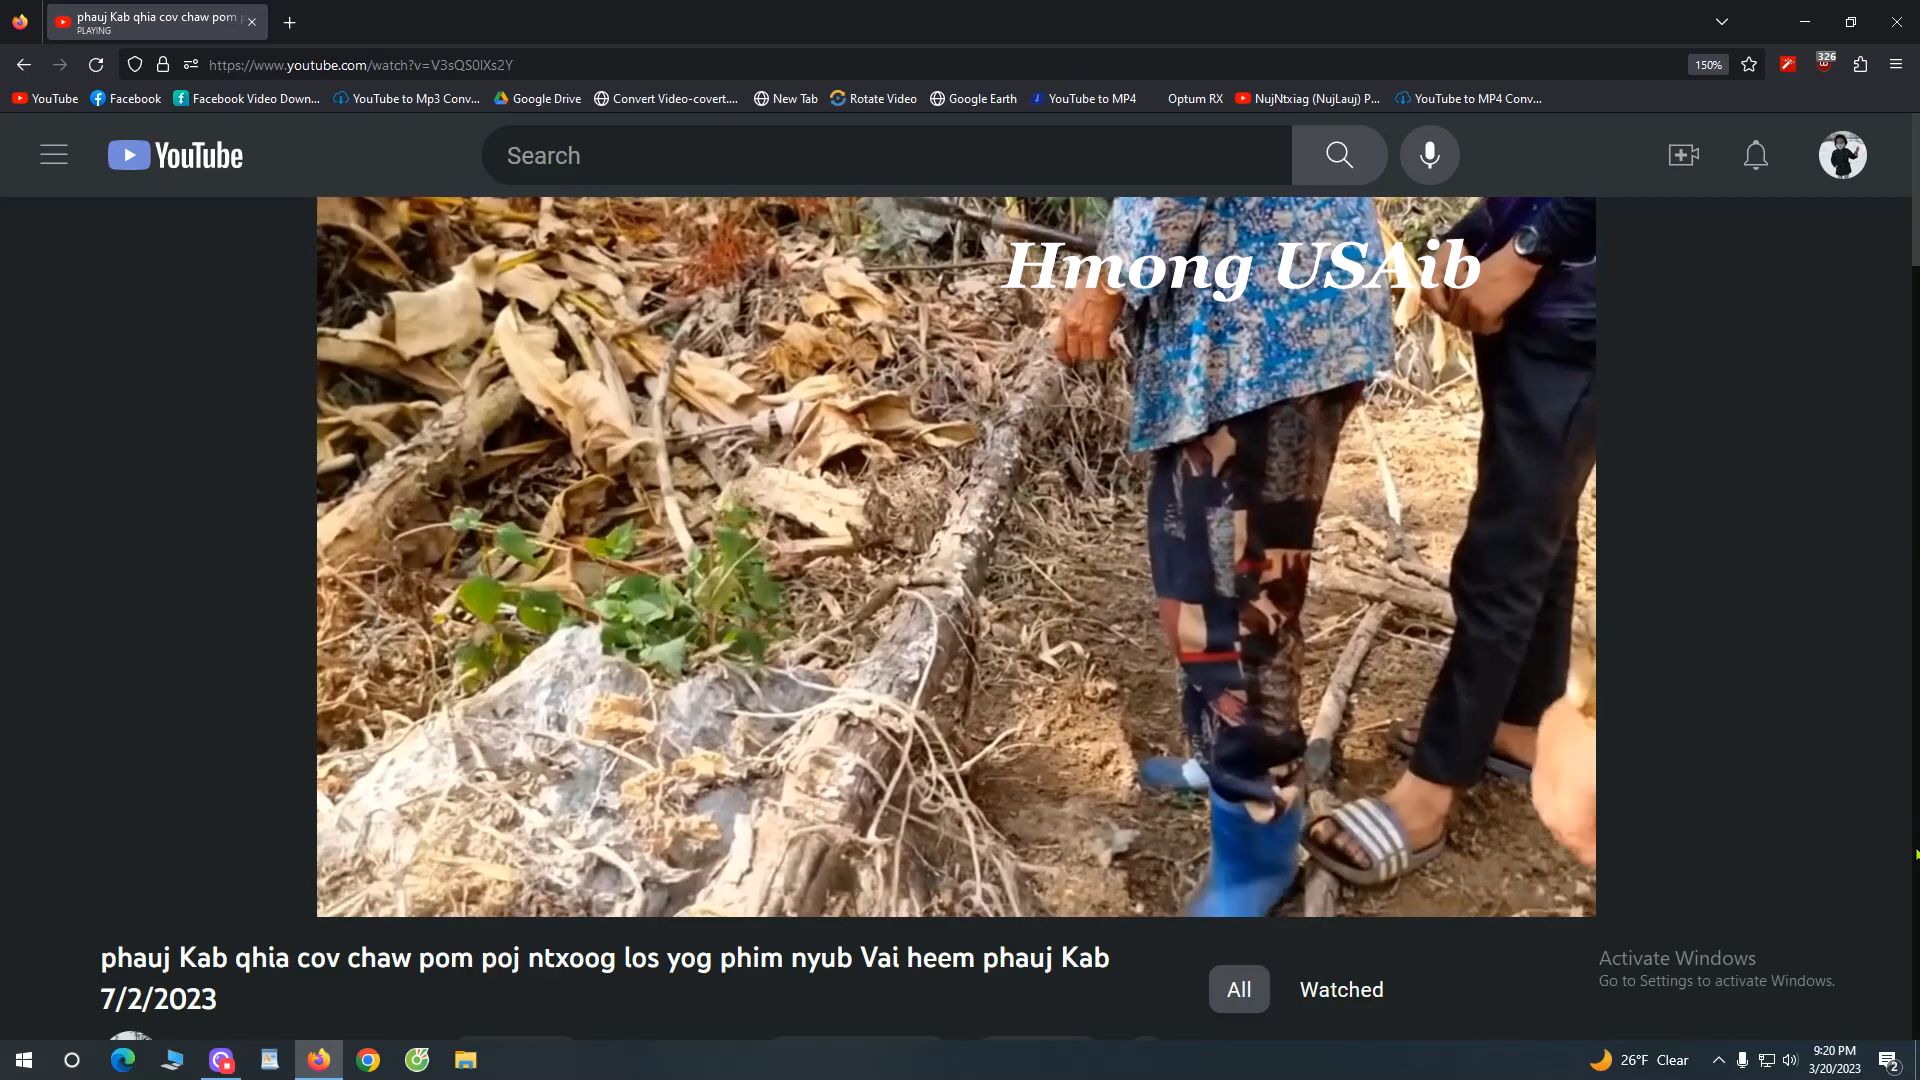 phauj Kab qhia cov chaw pom
PLAYING
https://www.youtube.com/watch?v=V3sQS0lXs2Y
150%
326
YouTube
Facebook
Facebook Video Down...
YouTube to Mp3 Conv...
Google Drive
Convert Video-covert....
New Tab
Rotate Video
Google Earth
YouTube to MP4
Optum RX
NujNtxiag (NujLauj) P...
YouTube to MP4 Conv...
YouTube
Search
Hmong USAib
phauj Kab qhia cov chaw pom poj ntxoog los yog phim nyub Vai heem phauj Kab
7/2/2023
All
Watched
Activate Windows
Go to Settings to activate Windows.
26°F Clear
9:20 PM
3/20/2023
2